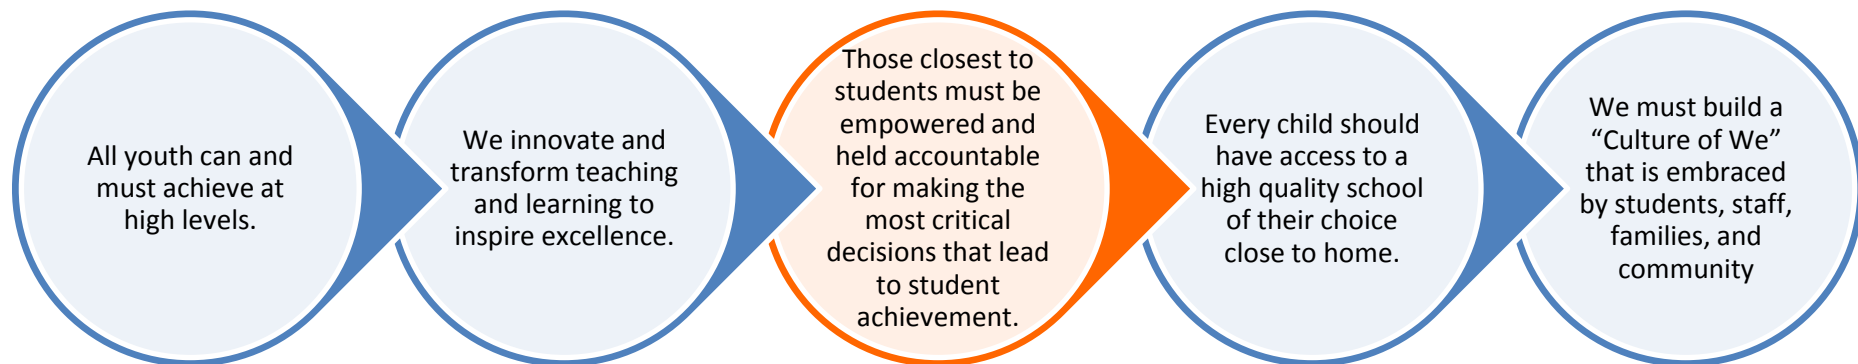 All youth can and
must achieve at
high levels.
We innovate and
transform teaching
and learning to
inspire excellence.
Those closest to
students must be
empowered and
held accountable
for making the
most critical
decisions that lead
to student
achievement.
Every child should
have access to a
high quality school
of their choice
close to home.
We must build a
“Culture of We”
that is embraced
by students, staff,
families, and
community